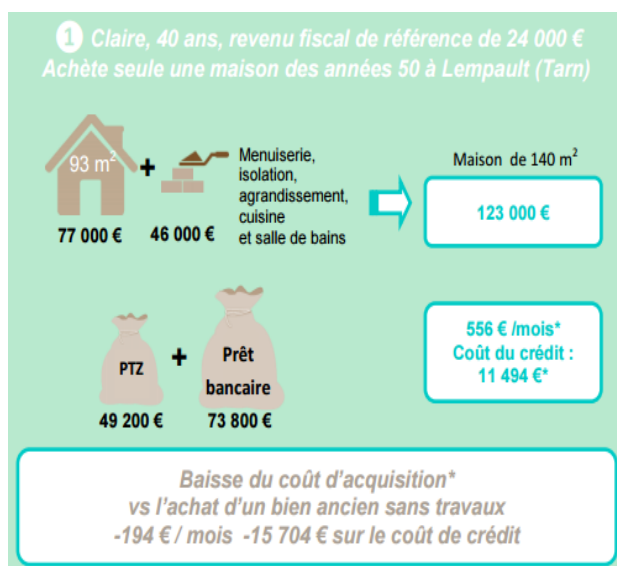 1 Claire, 40 ans, revenu fiscal de référence de 24 000 €
Achète seule une maison des années 50 à Lempault (Tarn)
93 m²
+
Menuiserie,
isolation,
agrandissement,
cuisine
et salle de bains
77 000 €
46 000 €
Maison de 140 m²
123 000 €
PTZ
+
Prêt
bancaire
49 200 €
73 800 €
556 € /mois*
Coût du crédit :
11 494 €*
Baisse du coût d'acquisition*
vs l'achat d'un bien ancien sans travaux
-194 € / mois -15 704 € sur le coût de crédit